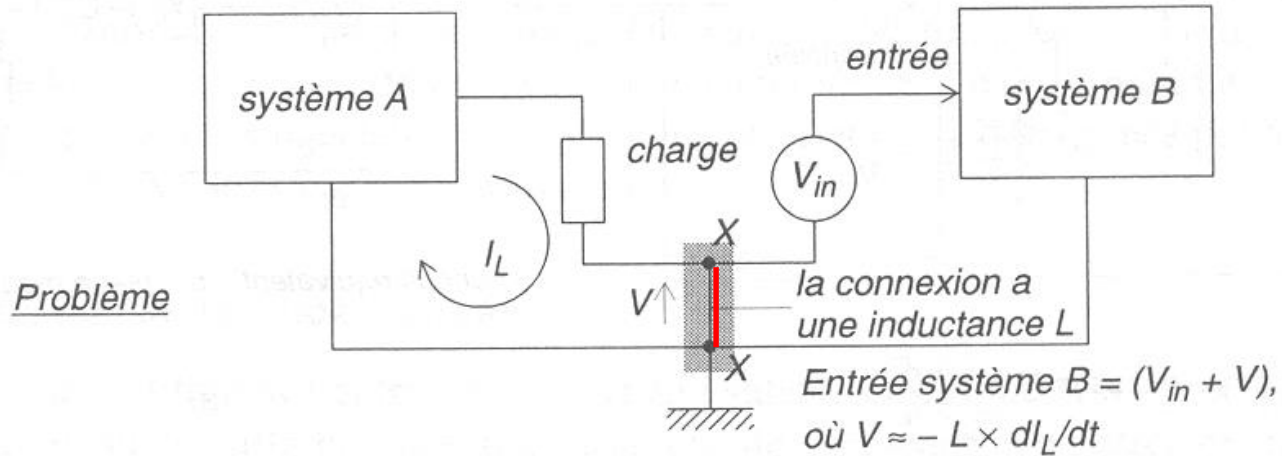 entrée
système A
système B
charge
V_in
I_L
X
Problème
V
la connexion a
une inductance L
X
Entrée système B = (V_in + V),
où V ≈ – L × dI_L/dt